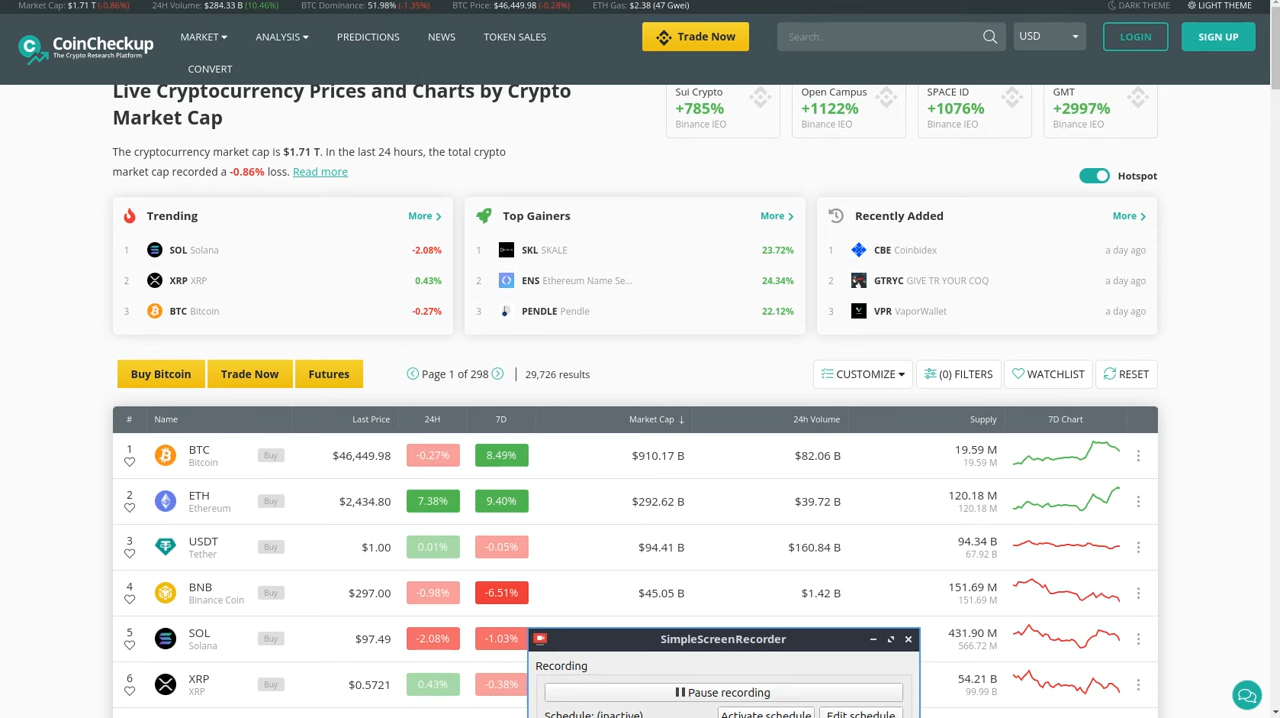 Market Cap: $1.71 T (-0.86%) 24H Volume: $284.33 B (10.46%) BTC Dominance: 51.98% (-1.35%) BTC Price: $46,449.98 (-0.28%) ETH Gas: $2.38 (47 Gwei) DARK THEME LIGHT THEME
CoinCheckup
The Crypto Research Platform
MARKET ANALYSIS PREDICTIONS NEWS TOKEN SALES
CONVERT
Trade Now
Search...
USD
LOGIN
SIGN UP
Live Cryptocurrency Prices and Charts by Crypto
Market Cap
The cryptocurrency market cap is $1.71 T. In the last 24 hours, the total crypto
market cap recorded a -0.86% loss. Read more
Sui Crypto
+785%
Binance IEO
Open Campus
+1122%
Binance IEO
SPACE ID
+1076%
Binance IEO
GMT
+2997%
Binance IEO
Hotspot
Trending More
1 SOL Solana -2.08%
2 XRP XRP 0.43%
3 BTC Bitcoin -0.27%
Top Gainers More
1 SKL SKALE 23.72%
2 ENS Ethereum Name Se... 24.34%
3 PENDLE Pendle 22.12%
Recently Added More
1 CBE Coinbidex a day ago
2 GTRYC GIVE TR YOUR COQ a day ago
3 VPR VaporWallet a day ago
Buy Bitcoin Trade Now Futures Page 1 of 298 | 29,726 results CUSTOMIZE (0) FILTERS WATCHLIST RESET
# Name Last Price 24H 7D Market Cap ↓ 24h Volume Supply 7D Chart
1 BTC Buy $46,449.98 -0.27% 8.49% $910.17 B $82.06 B 19.59 M
Bitcoin 19.59 M
2 ETH Buy $2,434.80 7.38% 9.40% $292.62 B $39.72 B 120.18 M
Ethereum 120.18 M
3 USDT Buy $1.00 0.01% -0.05% $94.41 B $160.84 B 94.34 B
Tether 67.92 B
4 BNB Buy $297.00 -0.98% -6.51% $45.05 B $1.42 B 151.69 M
Binance Coin 151.69 M
5 SOL Buy $97.49 -2.08% -1.03% 431.90 M
Solana 566.72 M
6 XRP Buy $0.5721 0.43% -0.38% 54.21 B
XRP 99.99 B
SimpleScreenRecorder
Recording
Pause recording
Schedule: (inactive) Activate schedule Edit schedule